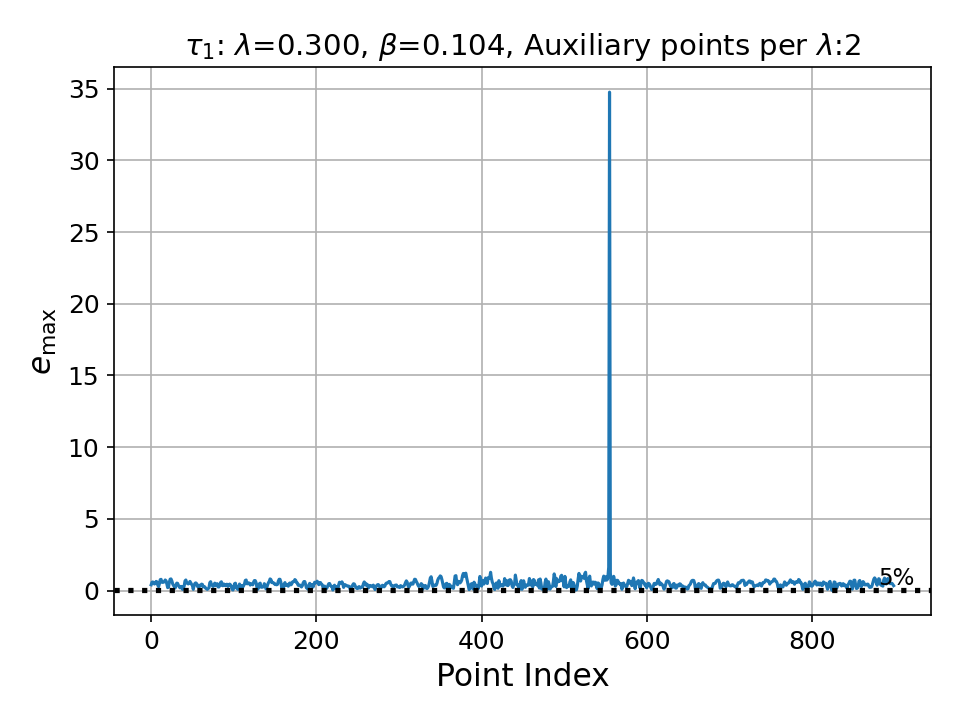 τ₁: λ=0.300, β=0.104, Auxiliary points per λ:2
35
30
25
20
15
10
5
0
e_max
5%
0 200 400 600 800
Point Index